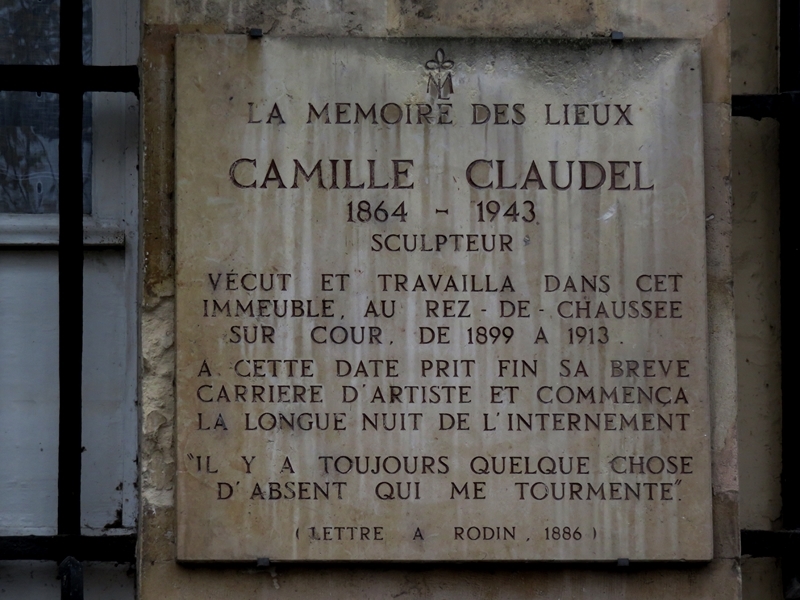 LA MEMOIRE DES LIEUX
CAMILLE CLAUDEL
1864 - 1943
SCULPTEUR
VÉCUT ET TRAVAILLA DANS CET
IMMEUBLE, AU REZ - DE - CHAUSSEE
SUR COUR, DE 1899 A 1913.
A CETTE DATE PRIT FIN SA BREVE
CARRIERE D'ARTISTE ET COMMENÇA
LA LONGUE NUIT DE L'INTERNEMENT
"IL Y A TOUJOURS QUELQUE CHOSE
D'ABSENT QUI ME TOURMENTE".
(LETTRE A RODIN, 1886)